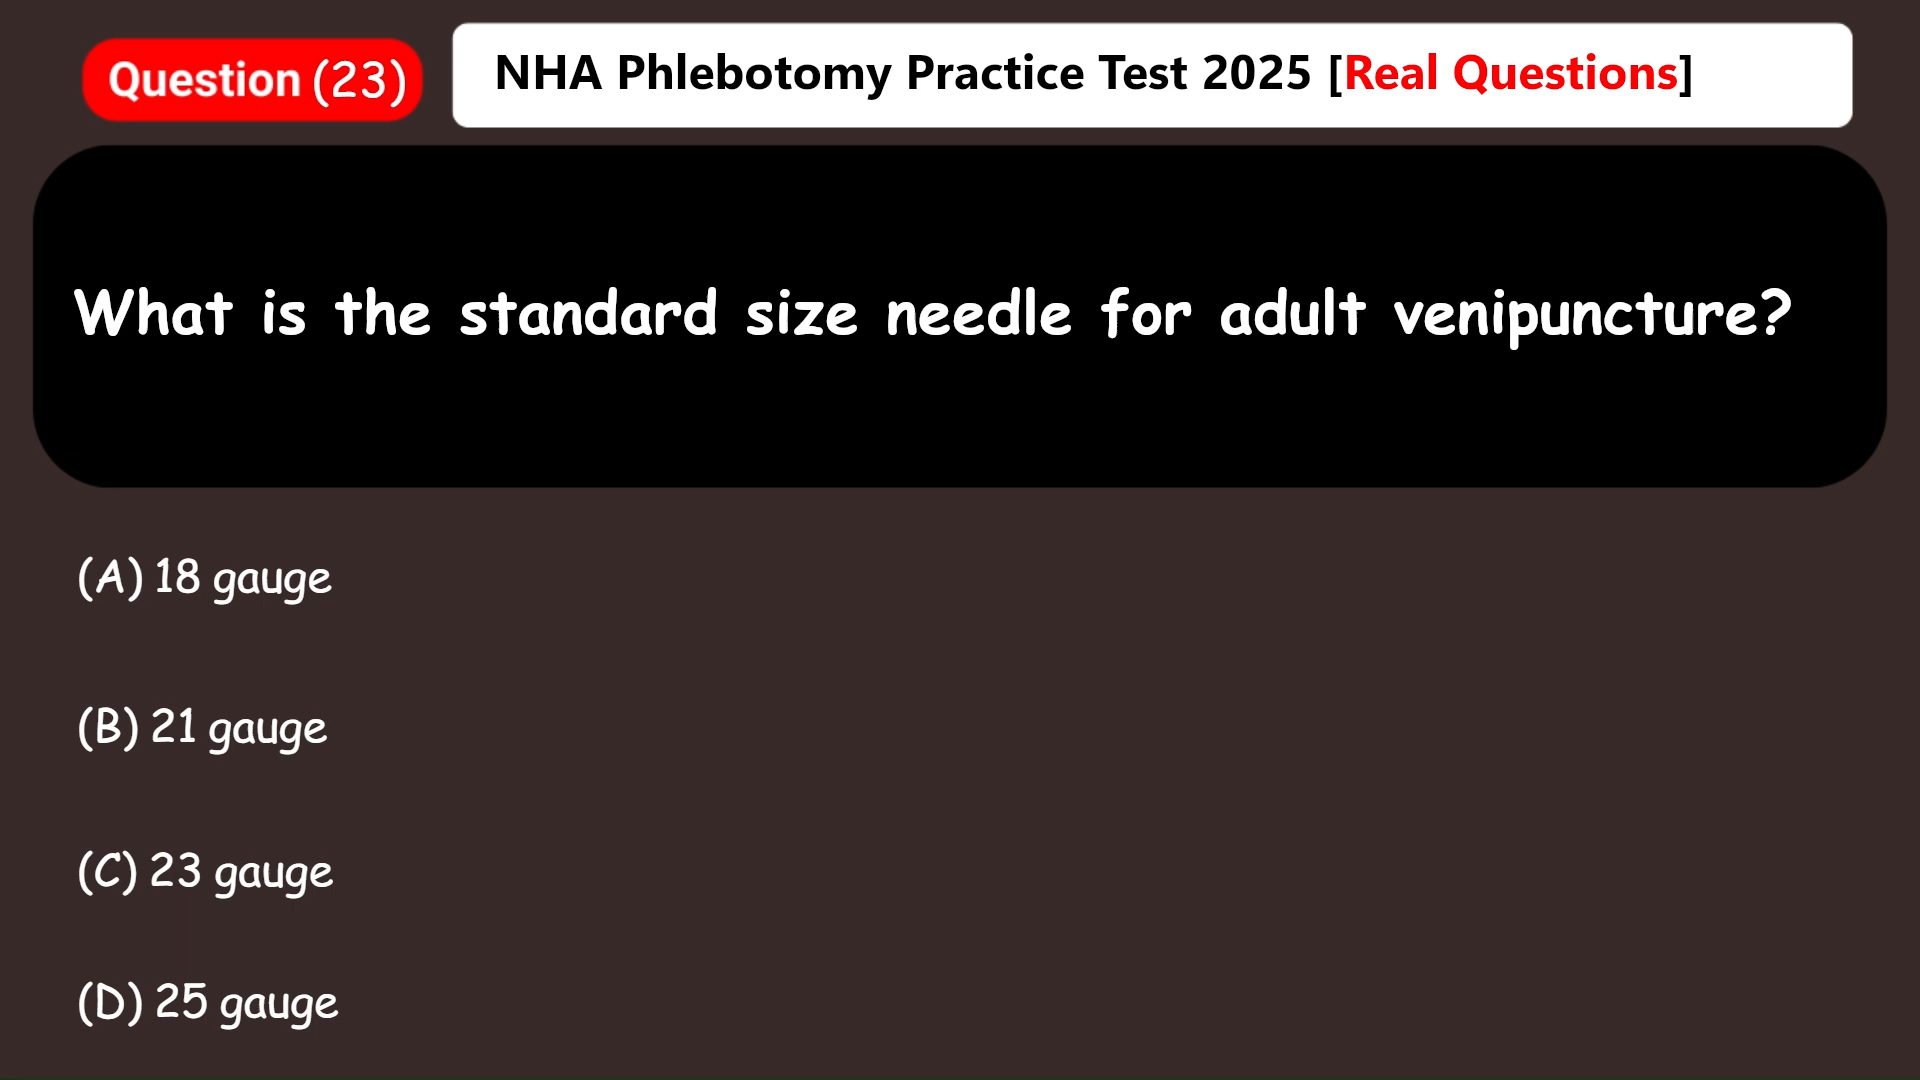 Question (23)
NHA Phlebotomy Practice Test 2025 [Real Questions]
What is the standard size needle for adult venipuncture?
(A) 18 gauge
(B) 21 gauge
(C) 23 gauge
(D) 25 gauge